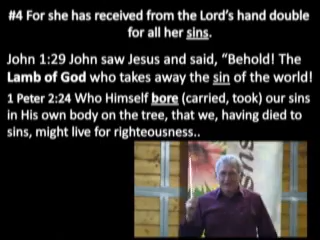 #4 For she has received from the Lord's hand double
for all her sins.
John 1:29 John saw Jesus and said, “Behold! The
Lamb of God who takes away the sin of the world!
1 Peter 2:24 Who Himself bore (carried, took) our sins
in His own body on the tree, that we, having died to
sins, might live for righteousness..